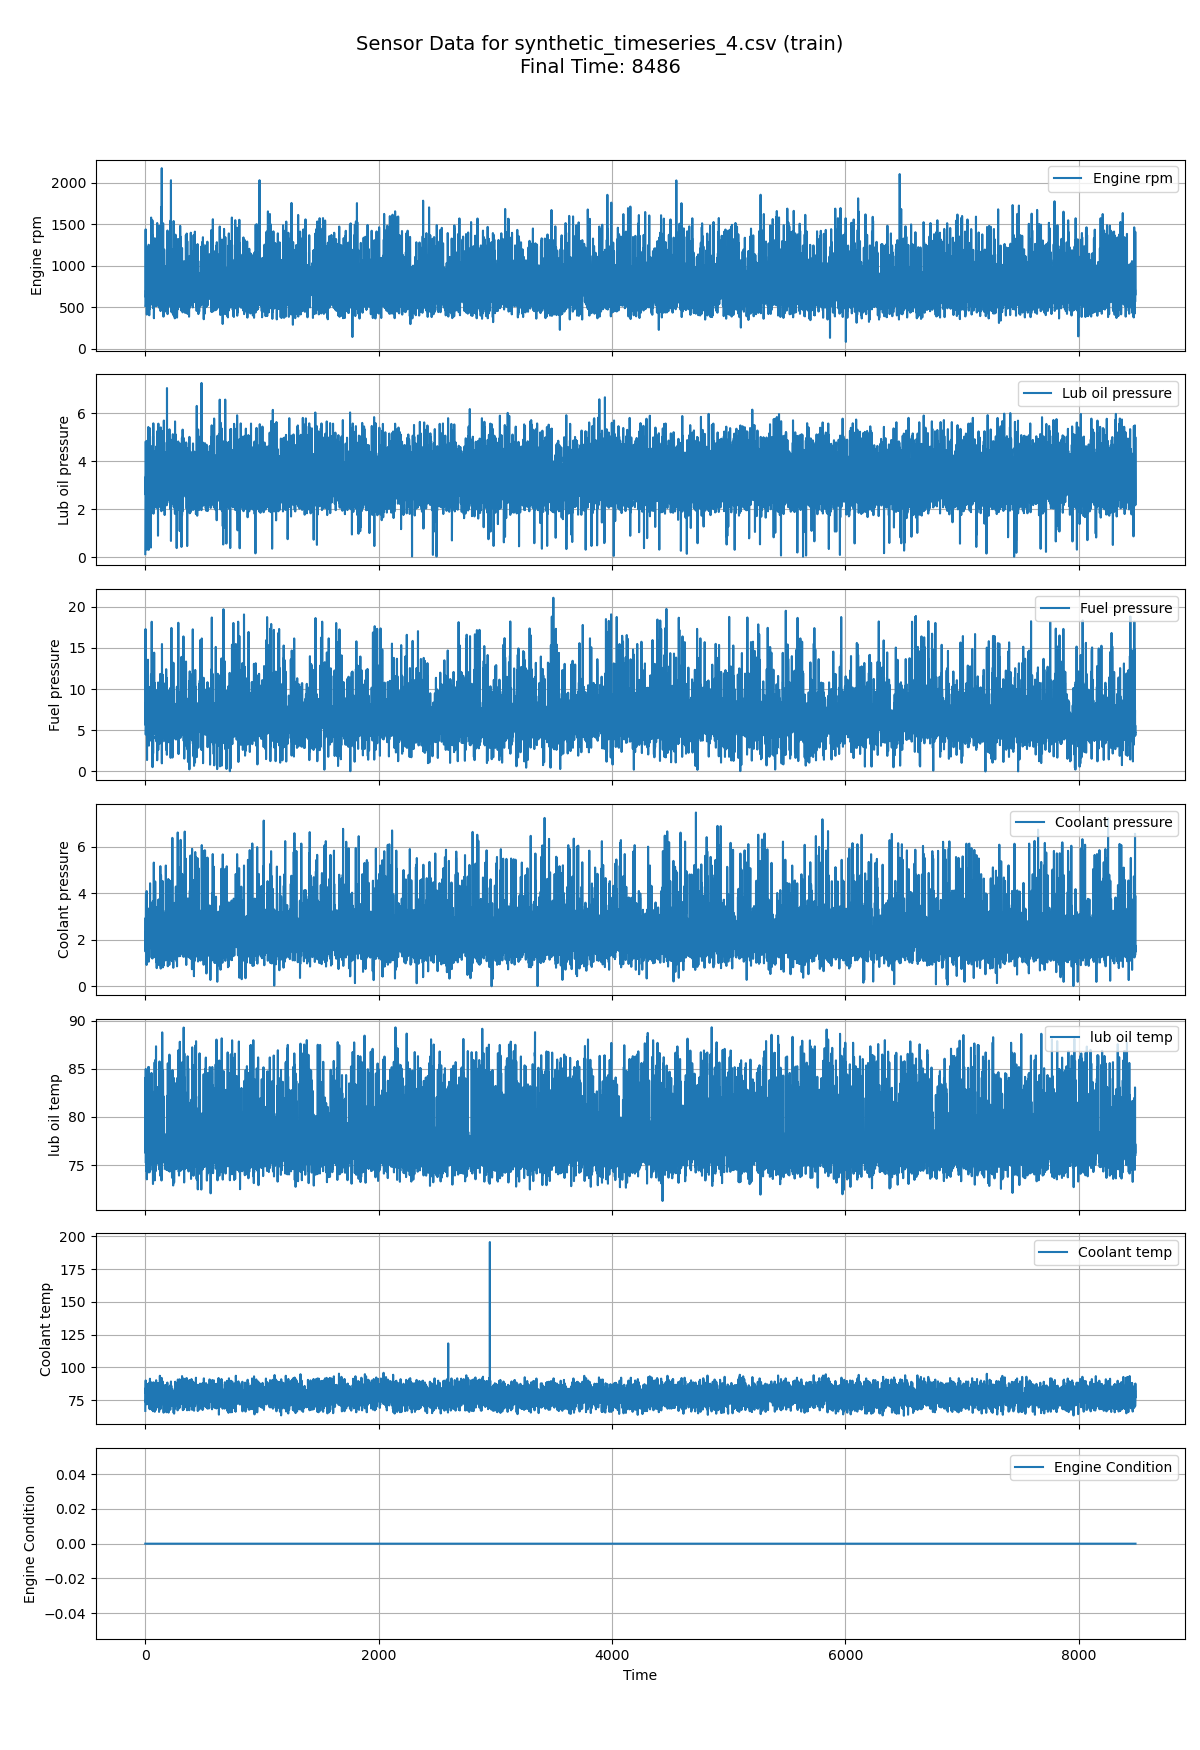 Sensor Data for synthetic_timeseries_4.csv (train)
Final Time: 8486
2000
1500
1000
500
0
Engine rpm
Engine rpm
6
4
2
0
Lub oil pressure
Lub oil pressure
20
15
10
5
0
Fuel pressure
Fuel pressure
6
4
2
0
Coolant pressure
Coolant pressure
90
85
80
75
lub oil temp
lub oil temp
200
175
150
125
100
75
Coolant temp
Coolant temp
0.04
0.02
0.00
−0.02
−0.04
Engine Condition
Engine Condition
0 2000 4000 6000 8000
Time